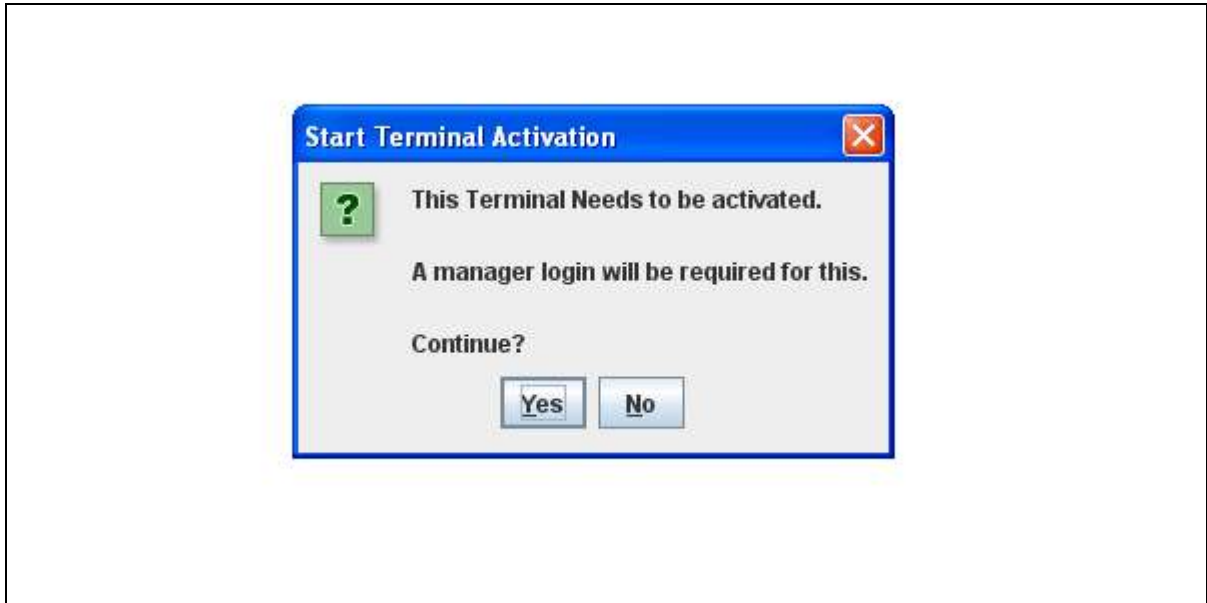 Start Terminal Activation
?
This Terminal Needs to be activated.
A manager login will be required for this.
Continue?
Yes No